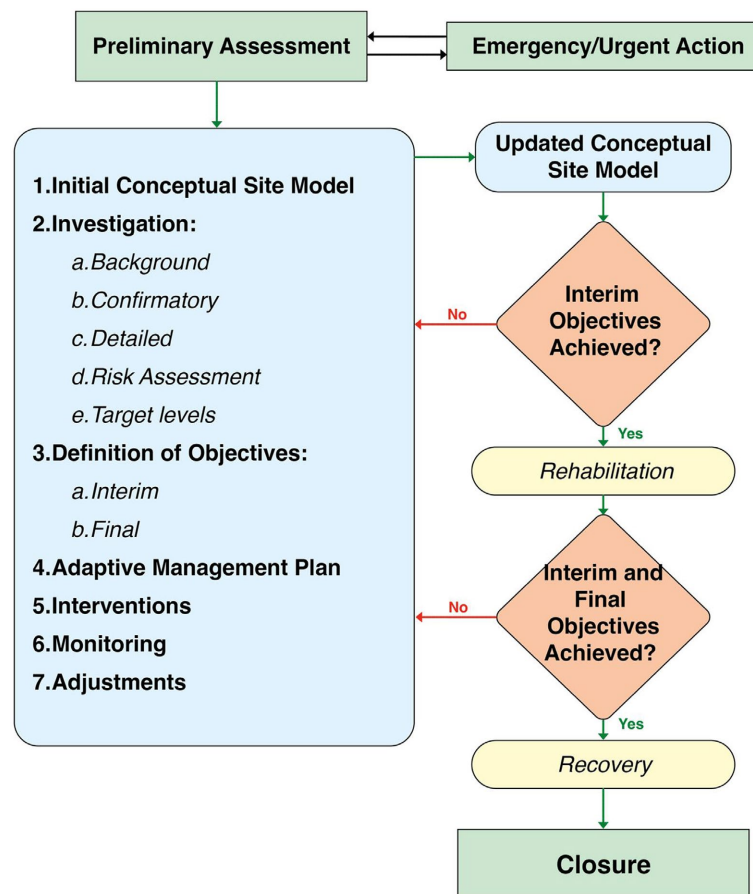 Preliminary Assessment
Emergency/Urgent Action
1.Initial Conceptual Site Model
2.Investigation:
a.Background
b.Confirmatory
c.Detailed
d.Risk Assessment
e.Target levels
3.Definition of Objectives:
a.Interim
b.Final
4.Adaptive Management Plan
5.Interventions
6.Monitoring
7.Adjustments
Updated Conceptual
Site Model
Interim
Objectives
Achieved?
No
Yes
Rehabilitation
Interim and
Final
Objectives
Achieved?
No
Yes
Recovery
Closure